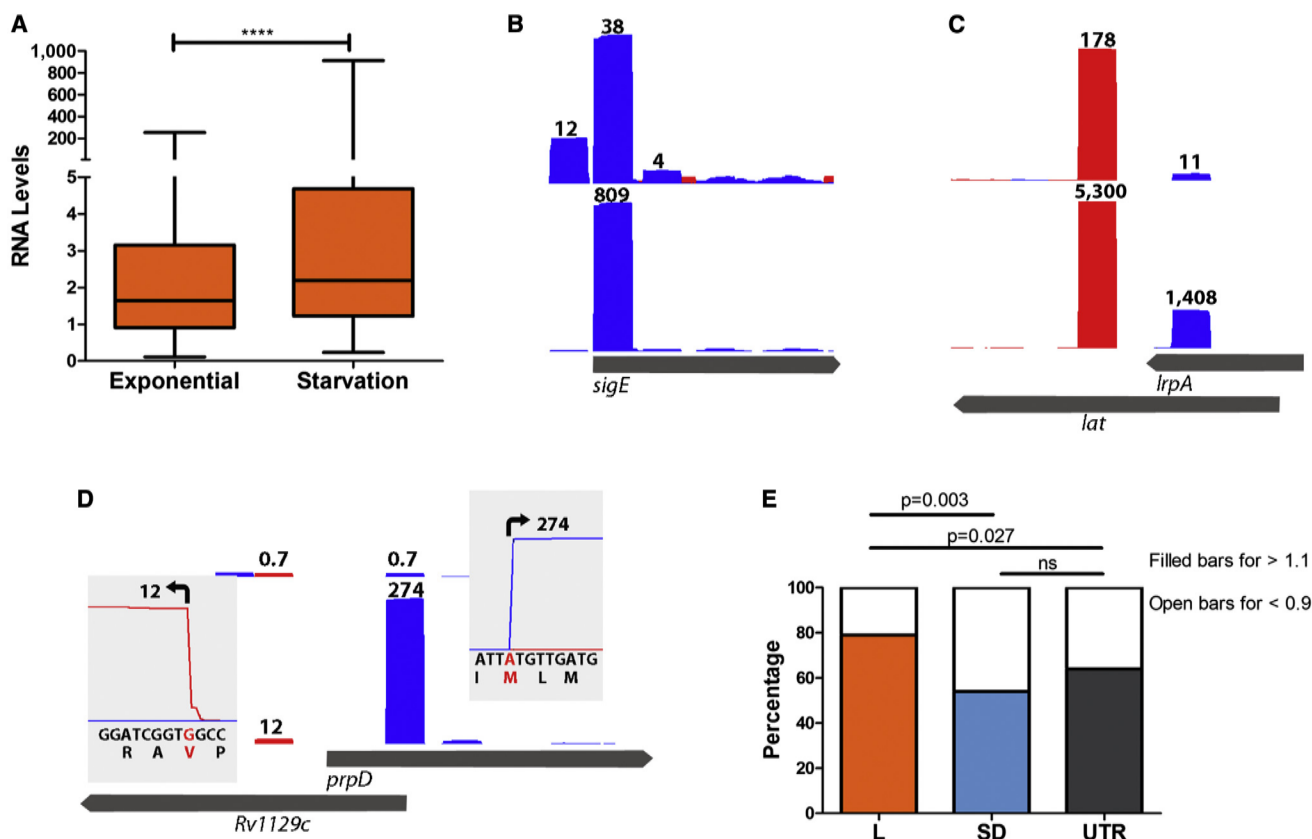 A
****
RNA Levels
1,000
800
600
400
200
5
4
3
2
1
0
Exponential
Starvation
B
38
12
4
809
sigE
C
178
11
5,300
1,408
lrpA
lat
D
0.7
0.7
274
12
GGATCGGTGGCC
R A V P
12
274
ATTATGTTGATG
I M L M
prpD
Rv1129c
E
p=0.003
p=0.027
ns
Filled bars for > 1.1
Open bars for < 0.9
Percentage
100
80
60
40
20
0
L
SD
UTR